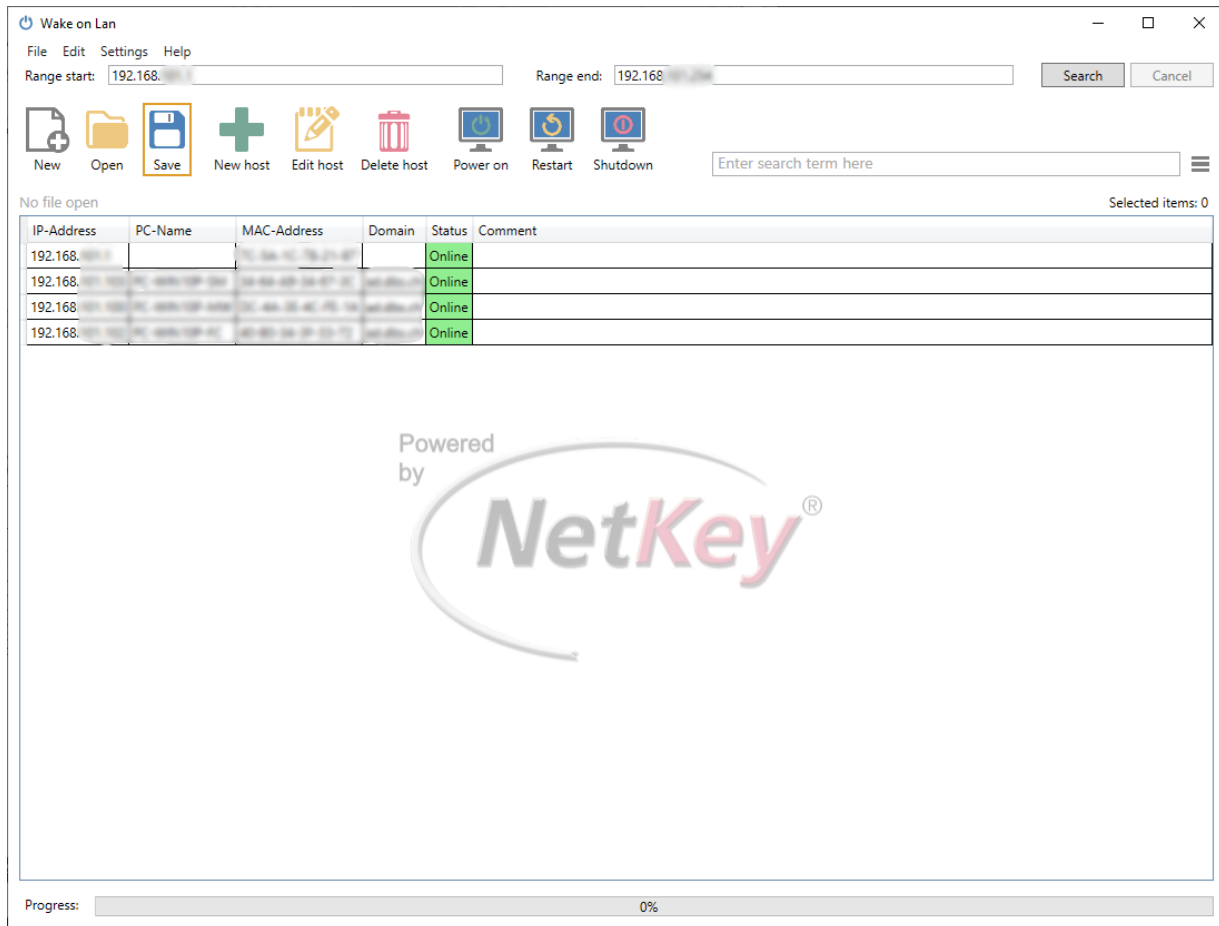 Wake on Lan
File Edit Settings Help
Range start: 192.168. Range end: 192.168 Search Cancel
New Open Save New host Edit host Delete host Power on Restart Shutdown Enter search term here
No file open Selected items: 0
IP-Address PC-Name MAC-Address Domain Status Comment
192.168. Online
192.168. Online
192.168 Online
192.168. Online
Powered
by
NetKey®
Progress: 0%